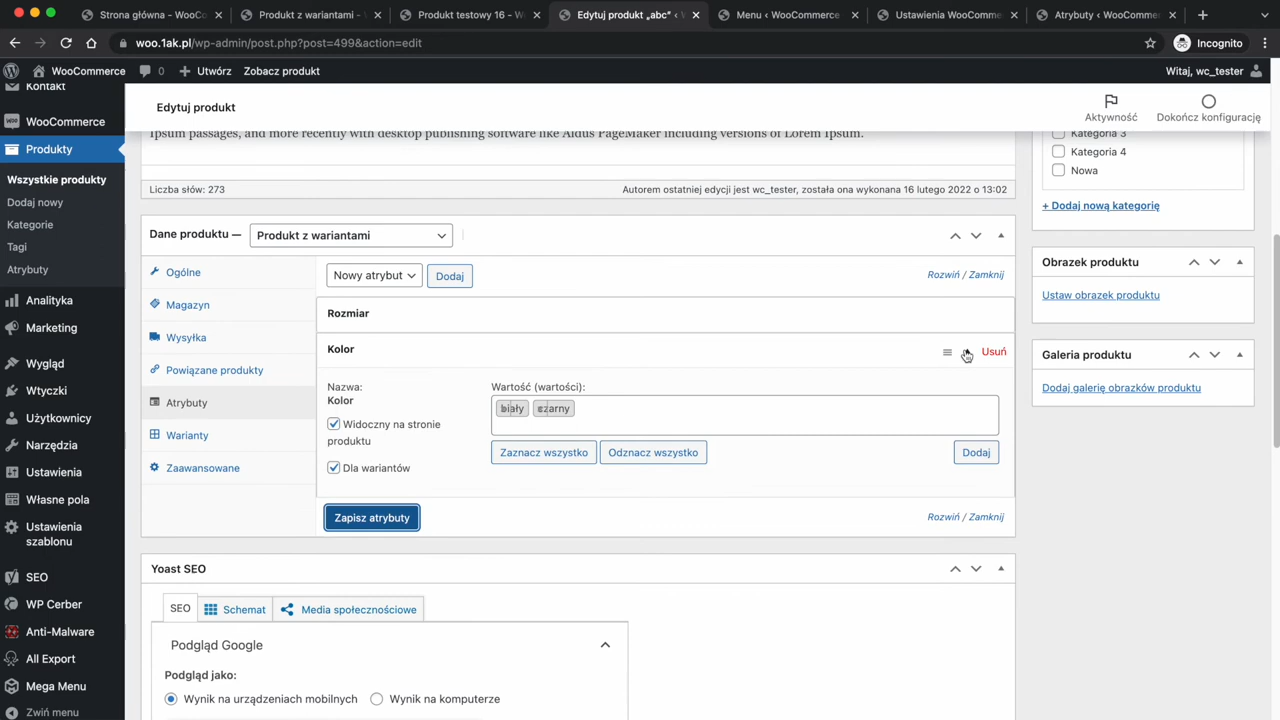 Strona główna - WooCo
Produkt z wariantami -
Produkt testowy 16 - W
Edytuj produkt „abc" ‹ W
Menu ‹ WooCommerce
Ustawienia WooComme
Atrybuty ‹ WooCommer
woo.1ak.pl/wp-admin/post.php?post=499&action=edit
Incognito
WooCommerce
0
Utwórz
Zobacz produkt
Witaj, wc_tester
Kontakt
WooCommerce
Produkty
Wszystkie produkty
Dodaj nowy
Kategorie
Tagi
Atrybuty
Analityka
Marketing
Wygląd
Wtyczki
Użytkownicy
Narzędzia
Ustawienia
Własne pola
Ustawienia
szablonu
SEO
WP Cerber
Anti-Malware
All Export
Mega Menu
Zwiń menu
Edytuj produkt
Aktywność
Dokończ konfigurację
Ipsum passages, and more recently with desktop publishing software like Aldus PageMaker including versions of Lorem Ipsum.
Liczba słów: 273
Autorem ostatniej edycji jest wc_tester, została ona wykonana 16 lutego 2022 o 13:02
Dane produktu —
Produkt z wariantami
Ogólne
Magazyn
Wysyłka
Powiązane produkty
Atrybuty
Warianty
Zaawansowane
Nowy atrybut
Dodaj
Rozwiń / Zamknij
Rozmiar
Kolor
Usuń
Nazwa:
Kolor
Widoczny na stronie
produktu
Dla wariantów
Wartość (wartości):
biały
czarny
Zaznacz wszystko
Odznacz wszystko
Dodaj
Zapisz atrybuty
Rozwiń / Zamknij
Yoast SEO
SEO
Schemat
Media społecznościowe
Podgląd Google
Podgląd jako:
Wynik na urządzeniach mobilnych
Wynik na komputerze
Kategoria 3
Kategoria 4
Nowa
+ Dodaj nową kategorię
Obrazek produktu
Ustaw obrazek produktu
Galeria produktu
Dodaj galerię obrazków produktu